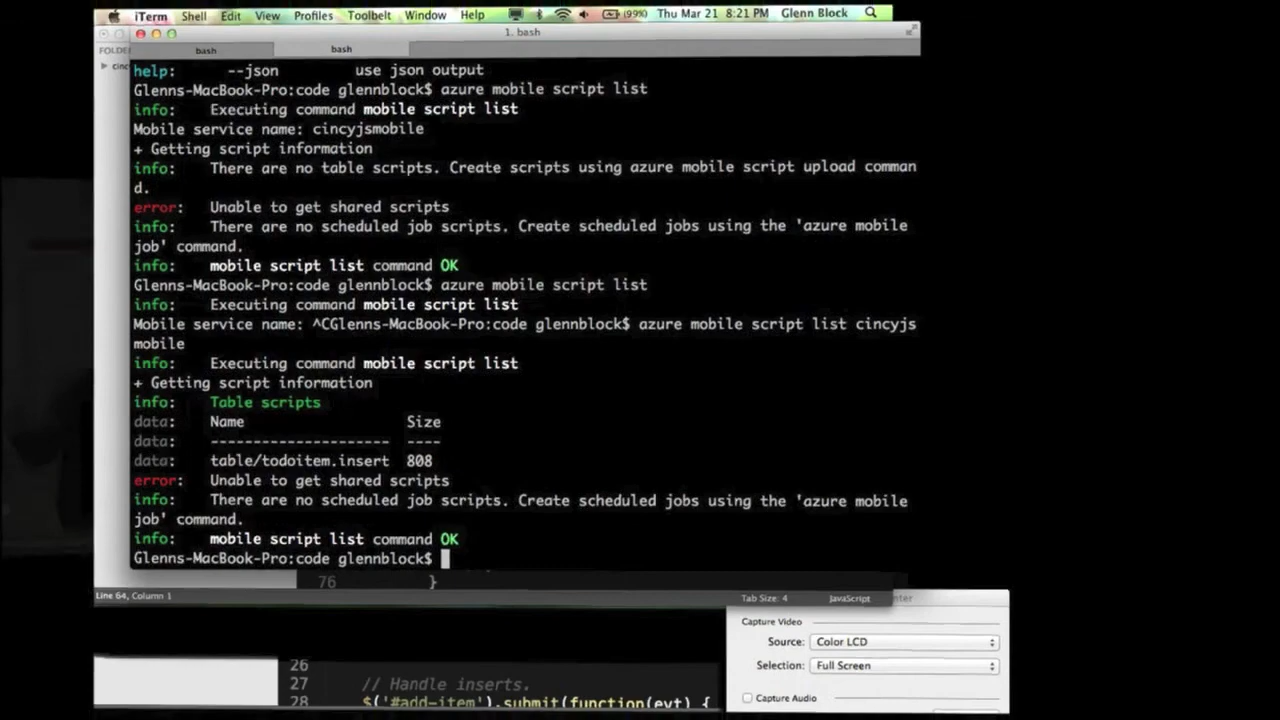 iTerm Shell Edit View Profiles Toolbelt Window Help (99%) Thu Mar 21 8:21 PM Glenn Block
1. bash
FOLDE bash bash
cinc
help: --json use json output
Glenns-MacBook-Pro:code glennblock$ azure mobile script list
info: Executing command mobile script list
Mobile service name: cincyjsmobile
+ Getting script information
info: There are no table scripts. Create scripts using azure mobile script upload comman
d.
error: Unable to get shared scripts
info: There are no scheduled job scripts. Create scheduled jobs using the 'azure mobile
job' command.
info: mobile script list command OK
Glenns-MacBook-Pro:code glennblock$ azure mobile script list
info: Executing command mobile script list
Mobile service name: ^CGlenns-MacBook-Pro:code glennblock$ azure mobile script list cincyjs
mobile
info: Executing command mobile script list
+ Getting script information
info: Table scripts
data: Name Size
data: ---------------------- ----
data: table/todoitem.insert 808
error: Unable to get shared scripts
info: There are no scheduled job scripts. Create scheduled jobs using the 'azure mobile
job' command.
info: mobile script list command OK
Glenns-MacBook-Pro:code glennblock$
76 }
Line 64, Column 1 Tab Size: 4 JavaScript nter
Capture Video
Source: Color LCD
Selection: Full Screen
Capture Audio
26
27 // Handle inserts.
28 $('#add-item').submit(function(evt) {